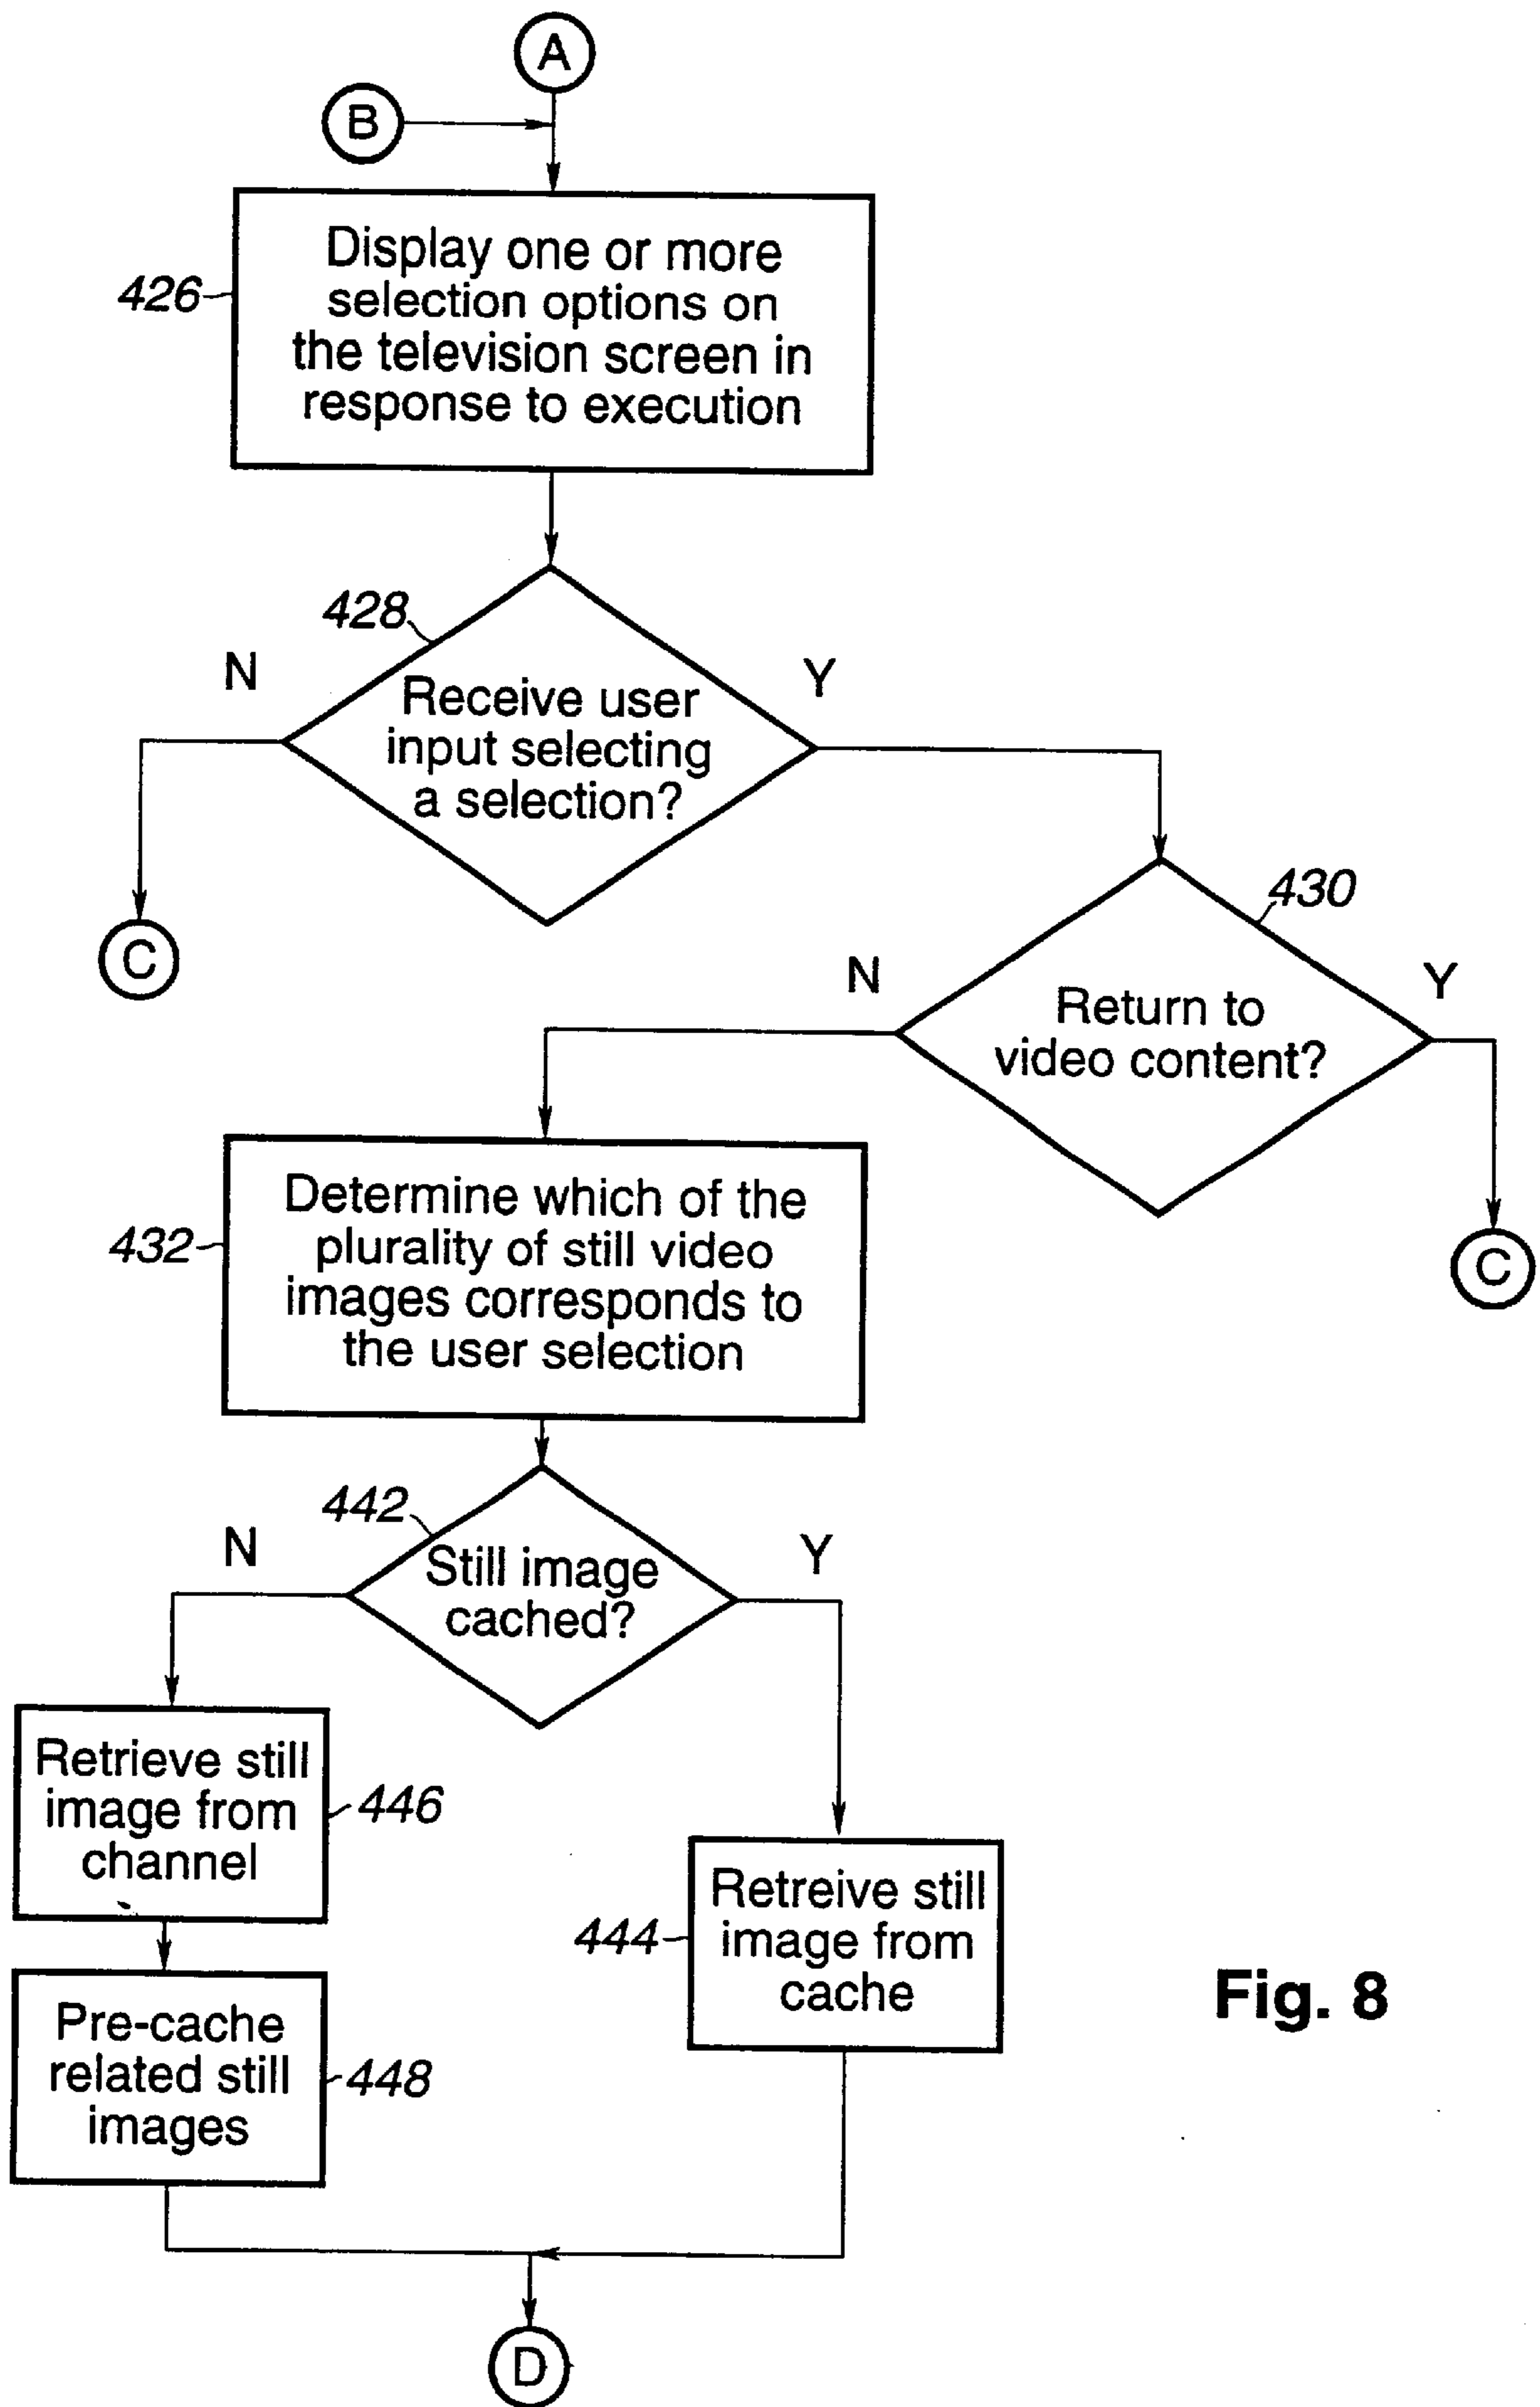 A
B
426
Display one or more
selection options on
the television screen in
response to execution
428
N
Y
Receive user
input selecting
a selection?
C
430
N
Y
Return to
video content?
C
432
Determine which of the
plurality of still video
images corresponds to
the user selection
442
N
Y
Still image
cached?
Retrieve still
image from
channel
446
444
Retreive still
image from
cache
Pre-cache
related still
images
448
Fig. 8
D